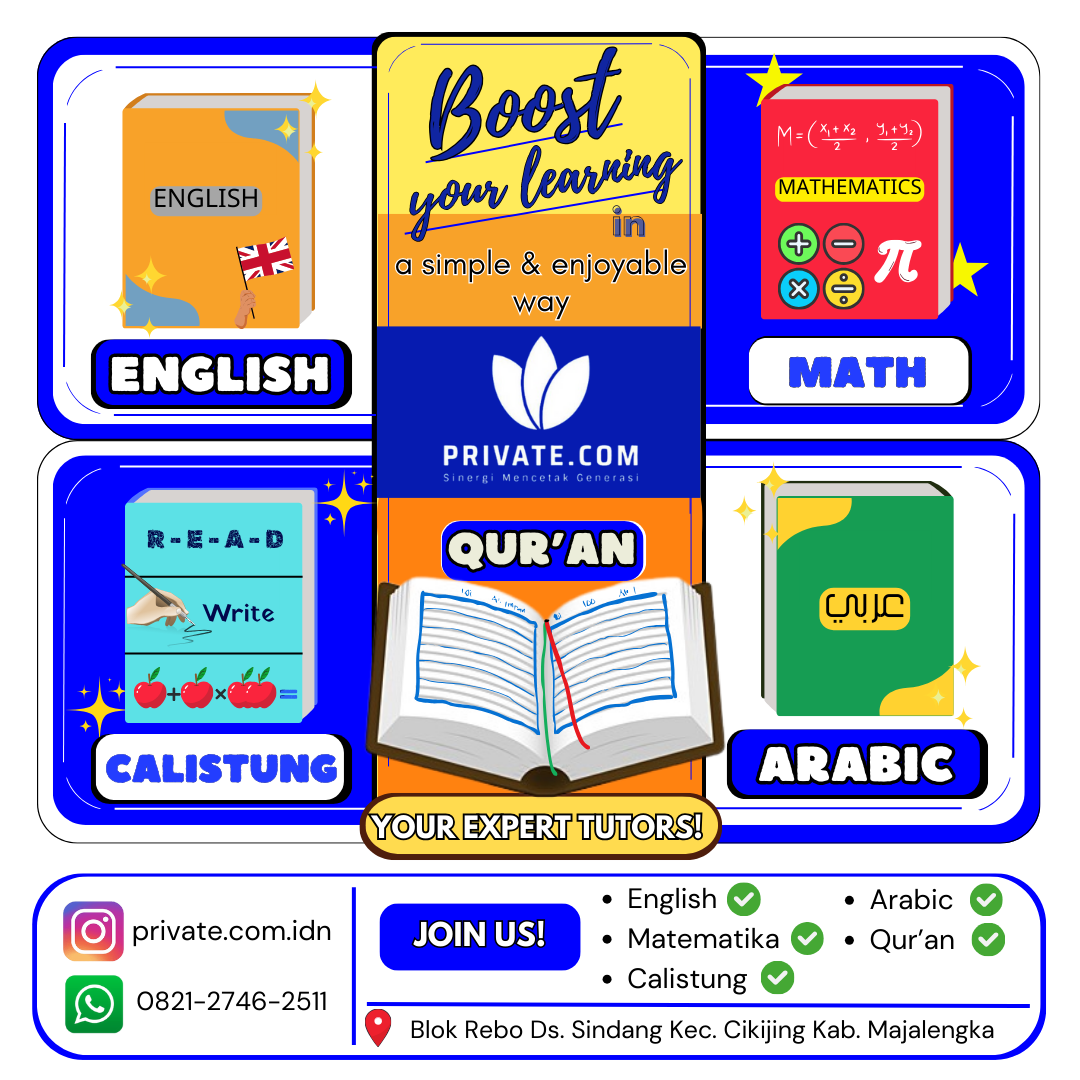 Boost
your learning
in
a simple & enjoyable
way
ENGLISH
ENGLISH
M=(x₁+x₂/2 , y₁+y₂/2)
MATHEMATICS
+ −
× ÷
π
MATH
PRIVATE.COM
Sinergi Mencetak Generasi
R-E-A-D
Write
+ × =
CALISTUNG
QUR'AN
عربي
ARABIC
YOUR EXPERT TUTORS!
private.com.idn
0821-2746-2511
JOIN US!
• English
• Matematika
• Calistung
• Arabic
• Qur'an
Blok Rebo Ds. Sindang Kec. Cikijing Kab. Majalengka